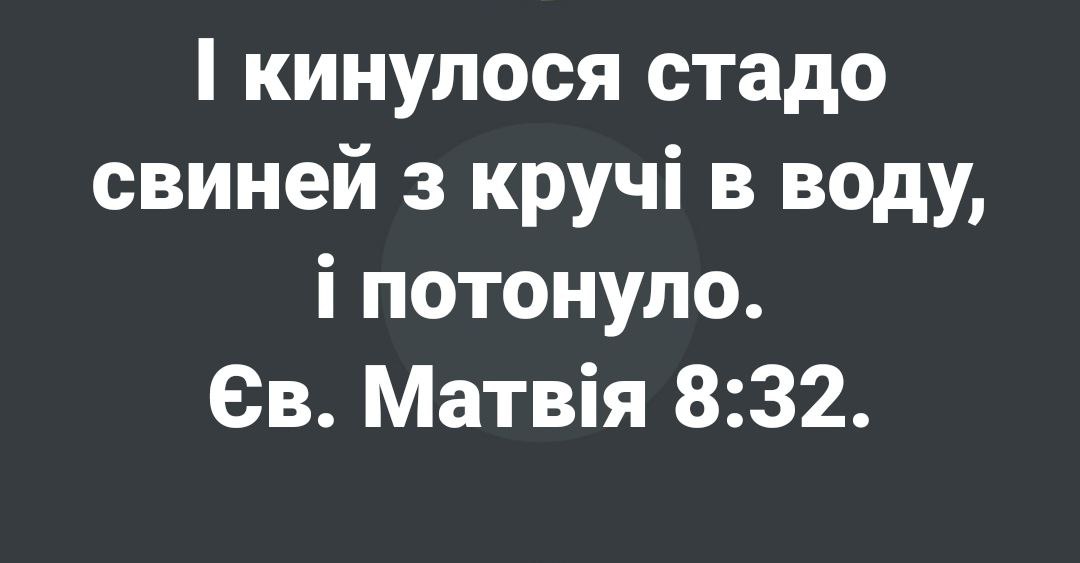 І кинулося стадо
свиней з кручі в воду,
і потонуло.
Єв. Матвія 8:32.